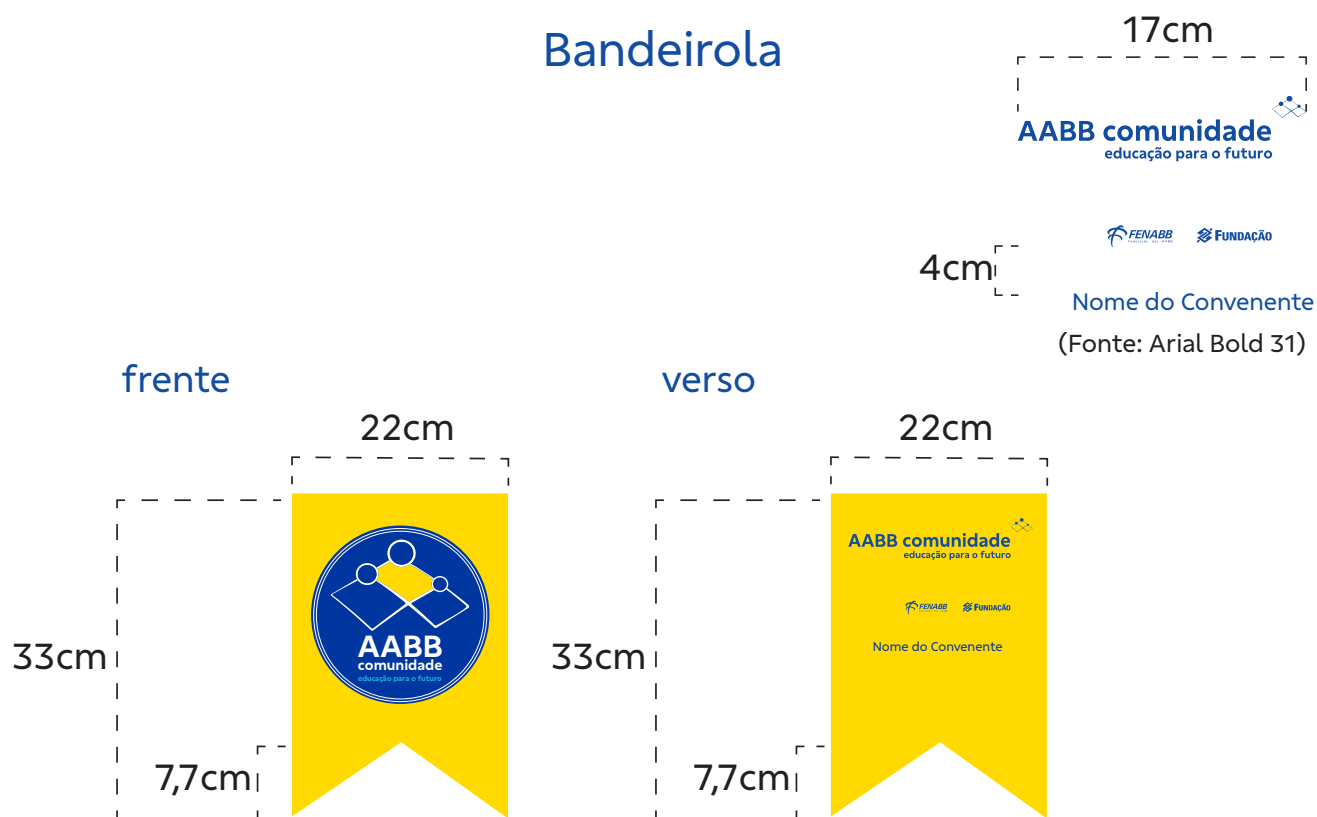 Bandeirola
17cm
AABB comunidade
educação para o futuro
FENABB
FUNDAÇÃO
4cm
Nome do Convenente
(Fonte: Arial Bold 31)
frente
verso
22cm
22cm
33cm
AABB
comunidade
educação para o futuro
7,7cm
33cm
AABB comunidade
educação para o futuro
FENABB
FUNDAÇÃO
Nome do Convenente
7,7cm